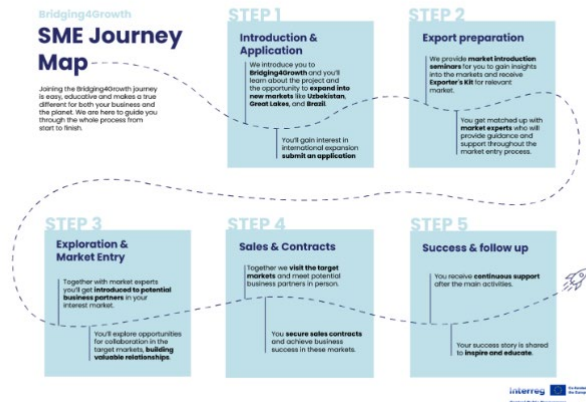 Bridging4Growth
SME Journey
Map
Joining the Bridging4Growth journey
is easy, educative and makes a true
different for both your business and
the planet. We are here to guide you
through the whole process from
start to finish.
STEP 1
Introduction &
Application
We introduce you to
Bridging4Growth and you'll
learn about the project and
the opportunity to expand into
new markets like Uzbekistan,
Great Lakes, and Brazil.
You'll gain interest in
international expansion
submit an application
STEP 2
Export preparation
We provide market introduction
seminars for you to gain insights
into the markets and receive
Exporter's Kit for relevant
market.
You get matched up with
market experts who will
provide guidance and
support throughout the
market entry process.
STEP 3
Exploration &
Market Entry
Together with market experts
you'll get introduced to potential
business partners in your
interest market.
You'll explore opportunities
for collaboration in the
target markets, building
valuable relationships.
STEP 4
Sales & Contracts
Together we visit the target
markets and meet potential
business partners in person.
You secure sales contracts
and achieve business
success in these markets.
STEP 5
Success & follow up
You receive continuous support
after the main activities.
Your success story is shared
to inspire and educate.
Interreg